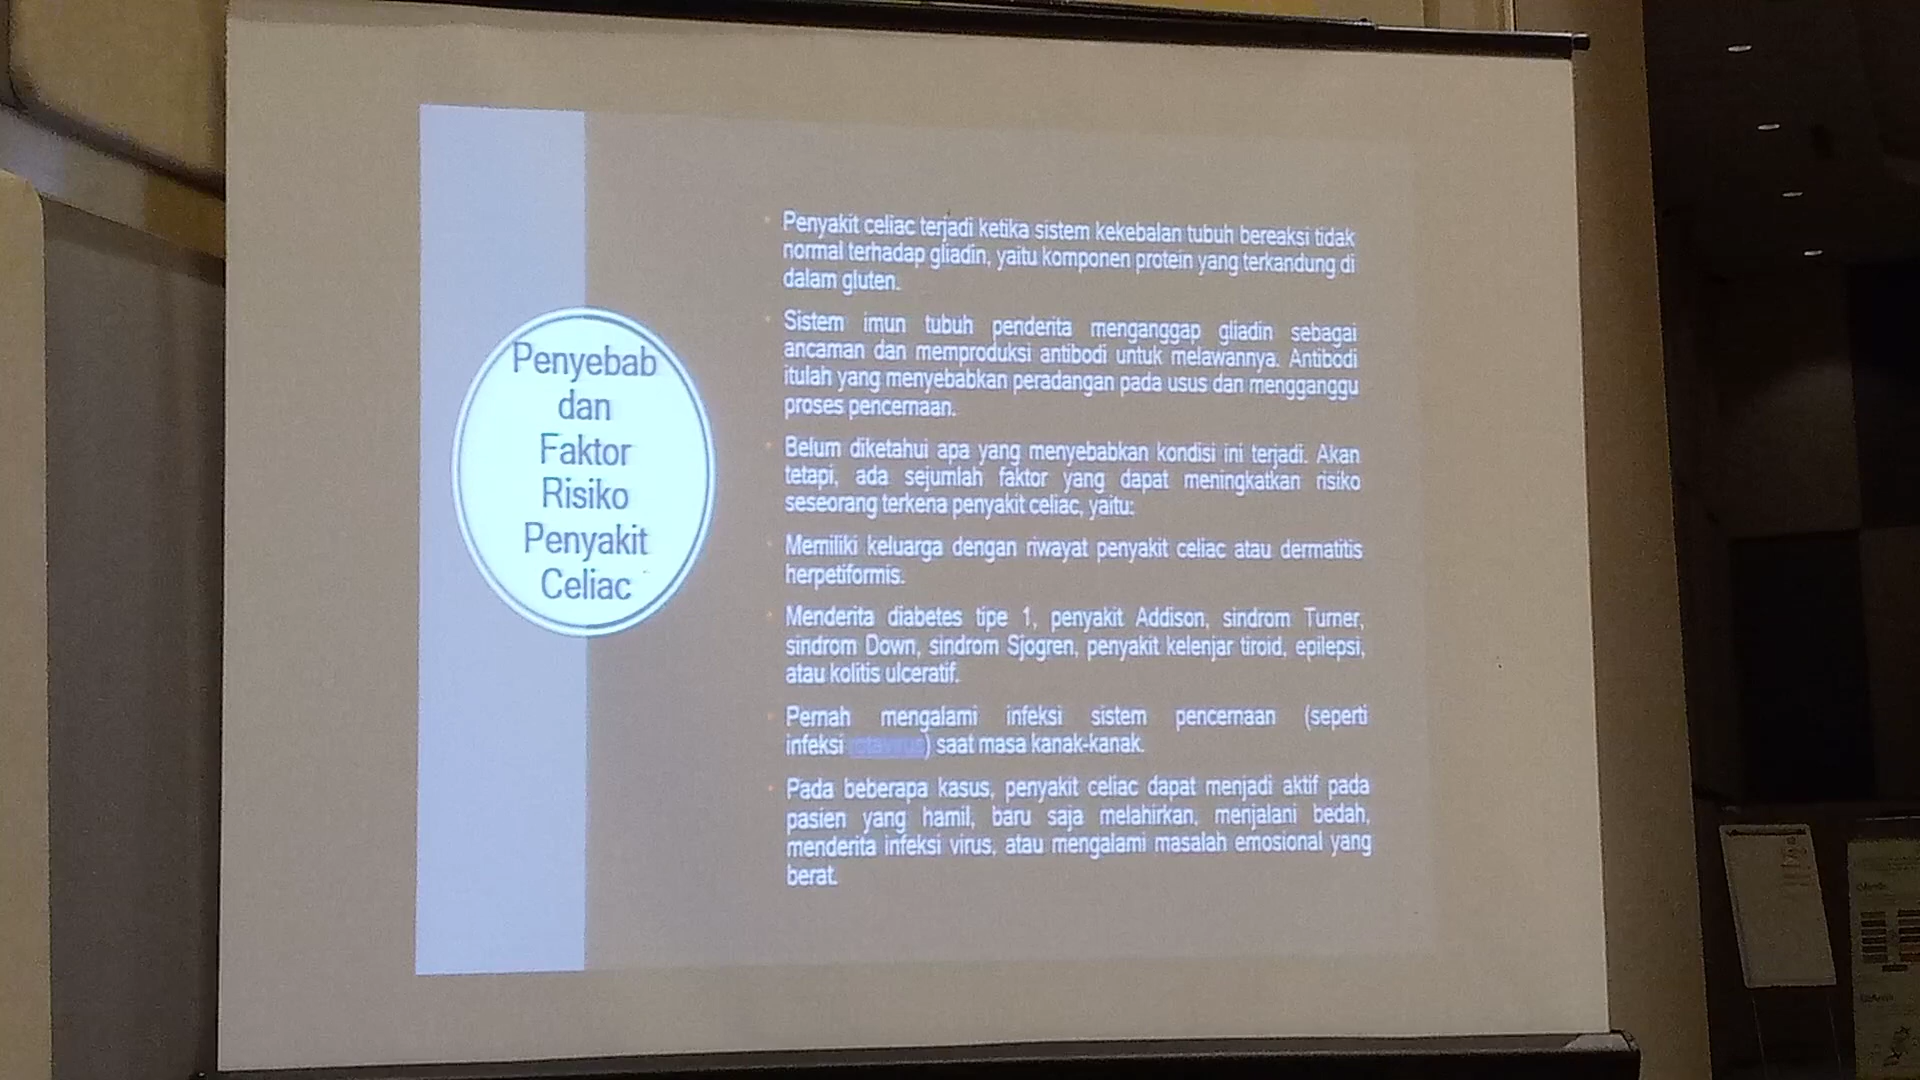 Penyebab
dan
Faktor
Risiko
Penyakit
Celiac
Penyakit celiac terjadi ketika sistem kekebalan tubuh bereaksi tidak
normal terhadap gliadin, yaitu komponen protein yang terkandung di
dalam gluten.
Sistem imun tubuh penderita menganggap gliadin sebagai
ancaman dan memproduksi antibodi untuk melawannya. Antibodi
itulah yang menyebabkan peradangan pada usus dan mengganggu
proses pencernaan.
Belum diketahui apa yang menyebabkan kondisi ini terjadi. Akan
tetapi, ada sejumlah faktor yang dapat meningkatkan risiko
seseorang terkena penyakit celiac, yaitu:
Memiliki keluarga dengan riwayat penyakit celiac atau dermatitis
herpetiformis.
Menderita diabetes tipe 1, penyakit Addison, sindrom Turner,
sindrom Down, sindrom Sjogren, penyakit kelenjar tiroid, epilepsi,
atau kolitis ulceratif.
Pernah mengalami infeksi sistem pencernaan (seperti
infeksi rotavirus) saat masa kanak-kanak.
Pada beberapa kasus, penyakit celiac dapat menjadi aktif pada
pasien yang hamil, baru saja melahirkan, menjalani bedah,
menderita infeksi virus, atau mengalami masalah emosional yang
berat.